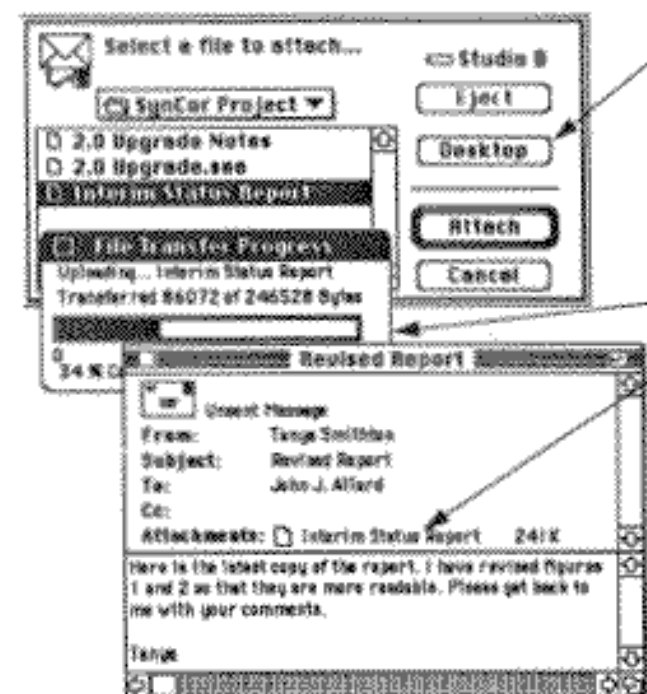 Select a file to attach...
Studio B
SynCor Project
Eject
2.0 Upgrade Notes
Desktop
2.0 Upgrade.sea
Interim Status Report
Attach
File Transfer Progress
Uploading... Interim Status Report
Cancel
Transferred 86072 of 246528 Bytes
0
34 %
Revised Report
Unsent Message
From: Tanya
Subject: Revised Report
To: John J. Allard
Cc:
Attachments: Interim Status Report 241K
Here is the latest copy of the report. I have revised figures
1 and 2 so that they are more readable. Please get back to
me with your comments.
Tanya